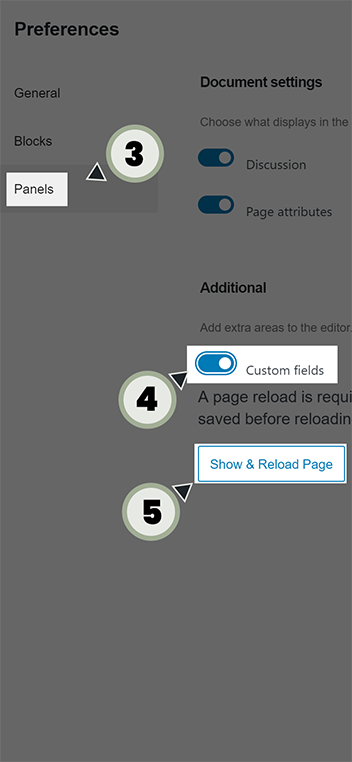 Preferences
General
Blocks
Panels
3
Document settings
Choose what displays in the
Discussion
Page attributes
Additional
Add extra areas to the editor.
Custom fields
4
A page reload is requi
saved before reloadin
Show & Reload Page
5